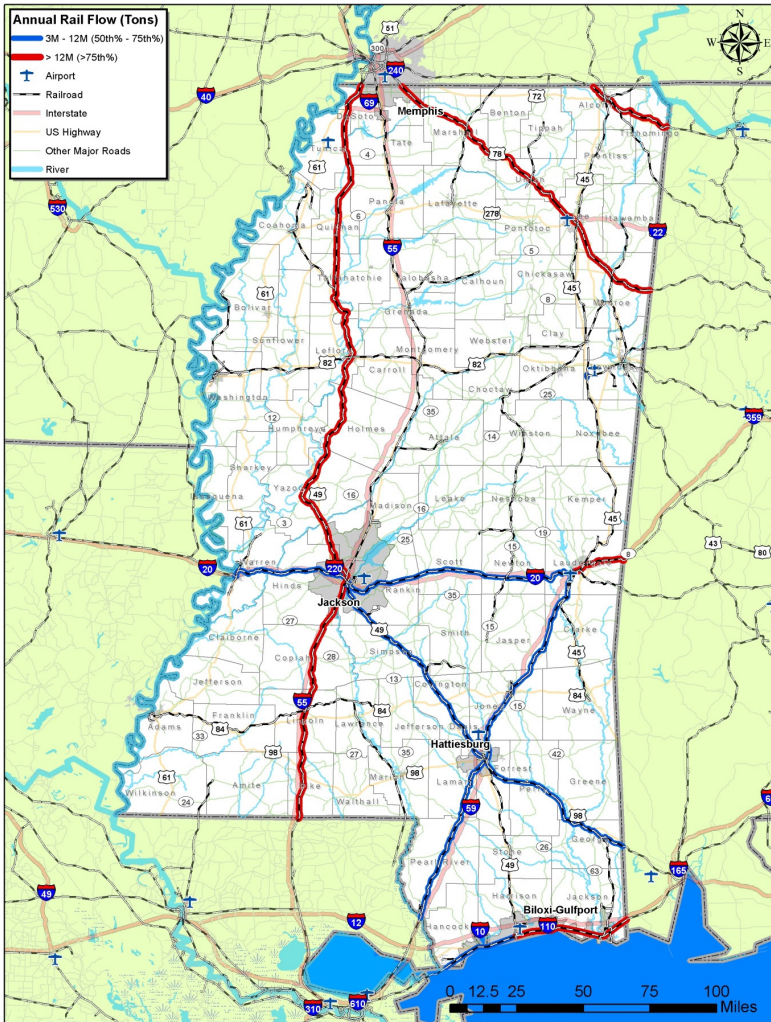 Annual Rail Flow (Tons)
3M - 12M (50th% - 75th%)
> 12M (>75th%)
Airport
Railroad
Interstate
US Highway
Other Major Roads
River
N
W E
S
51
300
240
40
69
72
Alcorn
DeSoto
Memphis
Benton
Tippah
Tishomingo
Marshall
Tunica
Tate
61
4
78
45
Prentiss
Union
530
Panola
Lafayette
6
278
Pontotoc
Lee
Itawamba
22
Coahoma
Quitman
55
5
Tallahatchie
Yalobusha
Calhoun
Chickasaw
45
Monroe
61
8
Bolivar
Grenada
Sunflower
Leflore
Montgomery
Webster
Clay
82
82
Carroll
Oktibbeha
Lowndes
Washington
Choctaw
25
12
35
359
Humphreys
Holmes
Attala
14
Winston
Noxubee
Sharkey
Issaquena
Yazoo
49
16
Madison
16
Leake
Neshoba
Kemper
61
3
25
19
45
15
43
80
8
20
Warren
220
Scott
Newton
Lauderdale
20
Hinds
Rankin
Jackson
35
27
49
Smith
Jasper
Clarke
Claiborne
15
45
Copiah
28
Simpson
Jefferson
13
Covington
Jones
15
84
Wayne
55
Franklin
Lincoln
Lawrence
84
Jefferson Davis
Adams
84
33
Hattiesburg
98
27
35
42
Marion
98
Forrest
Greene
61
Lamar
Perry
Wilkinson
Amite
Pike
Walthall
24
59
98
George
Pearl River
Stone
26
49
63
165
49
Harrison
Jackson
Biloxi-Gulfport
12
Hancock
10
110
0 12.5 25 50 75 100
Miles
310
610